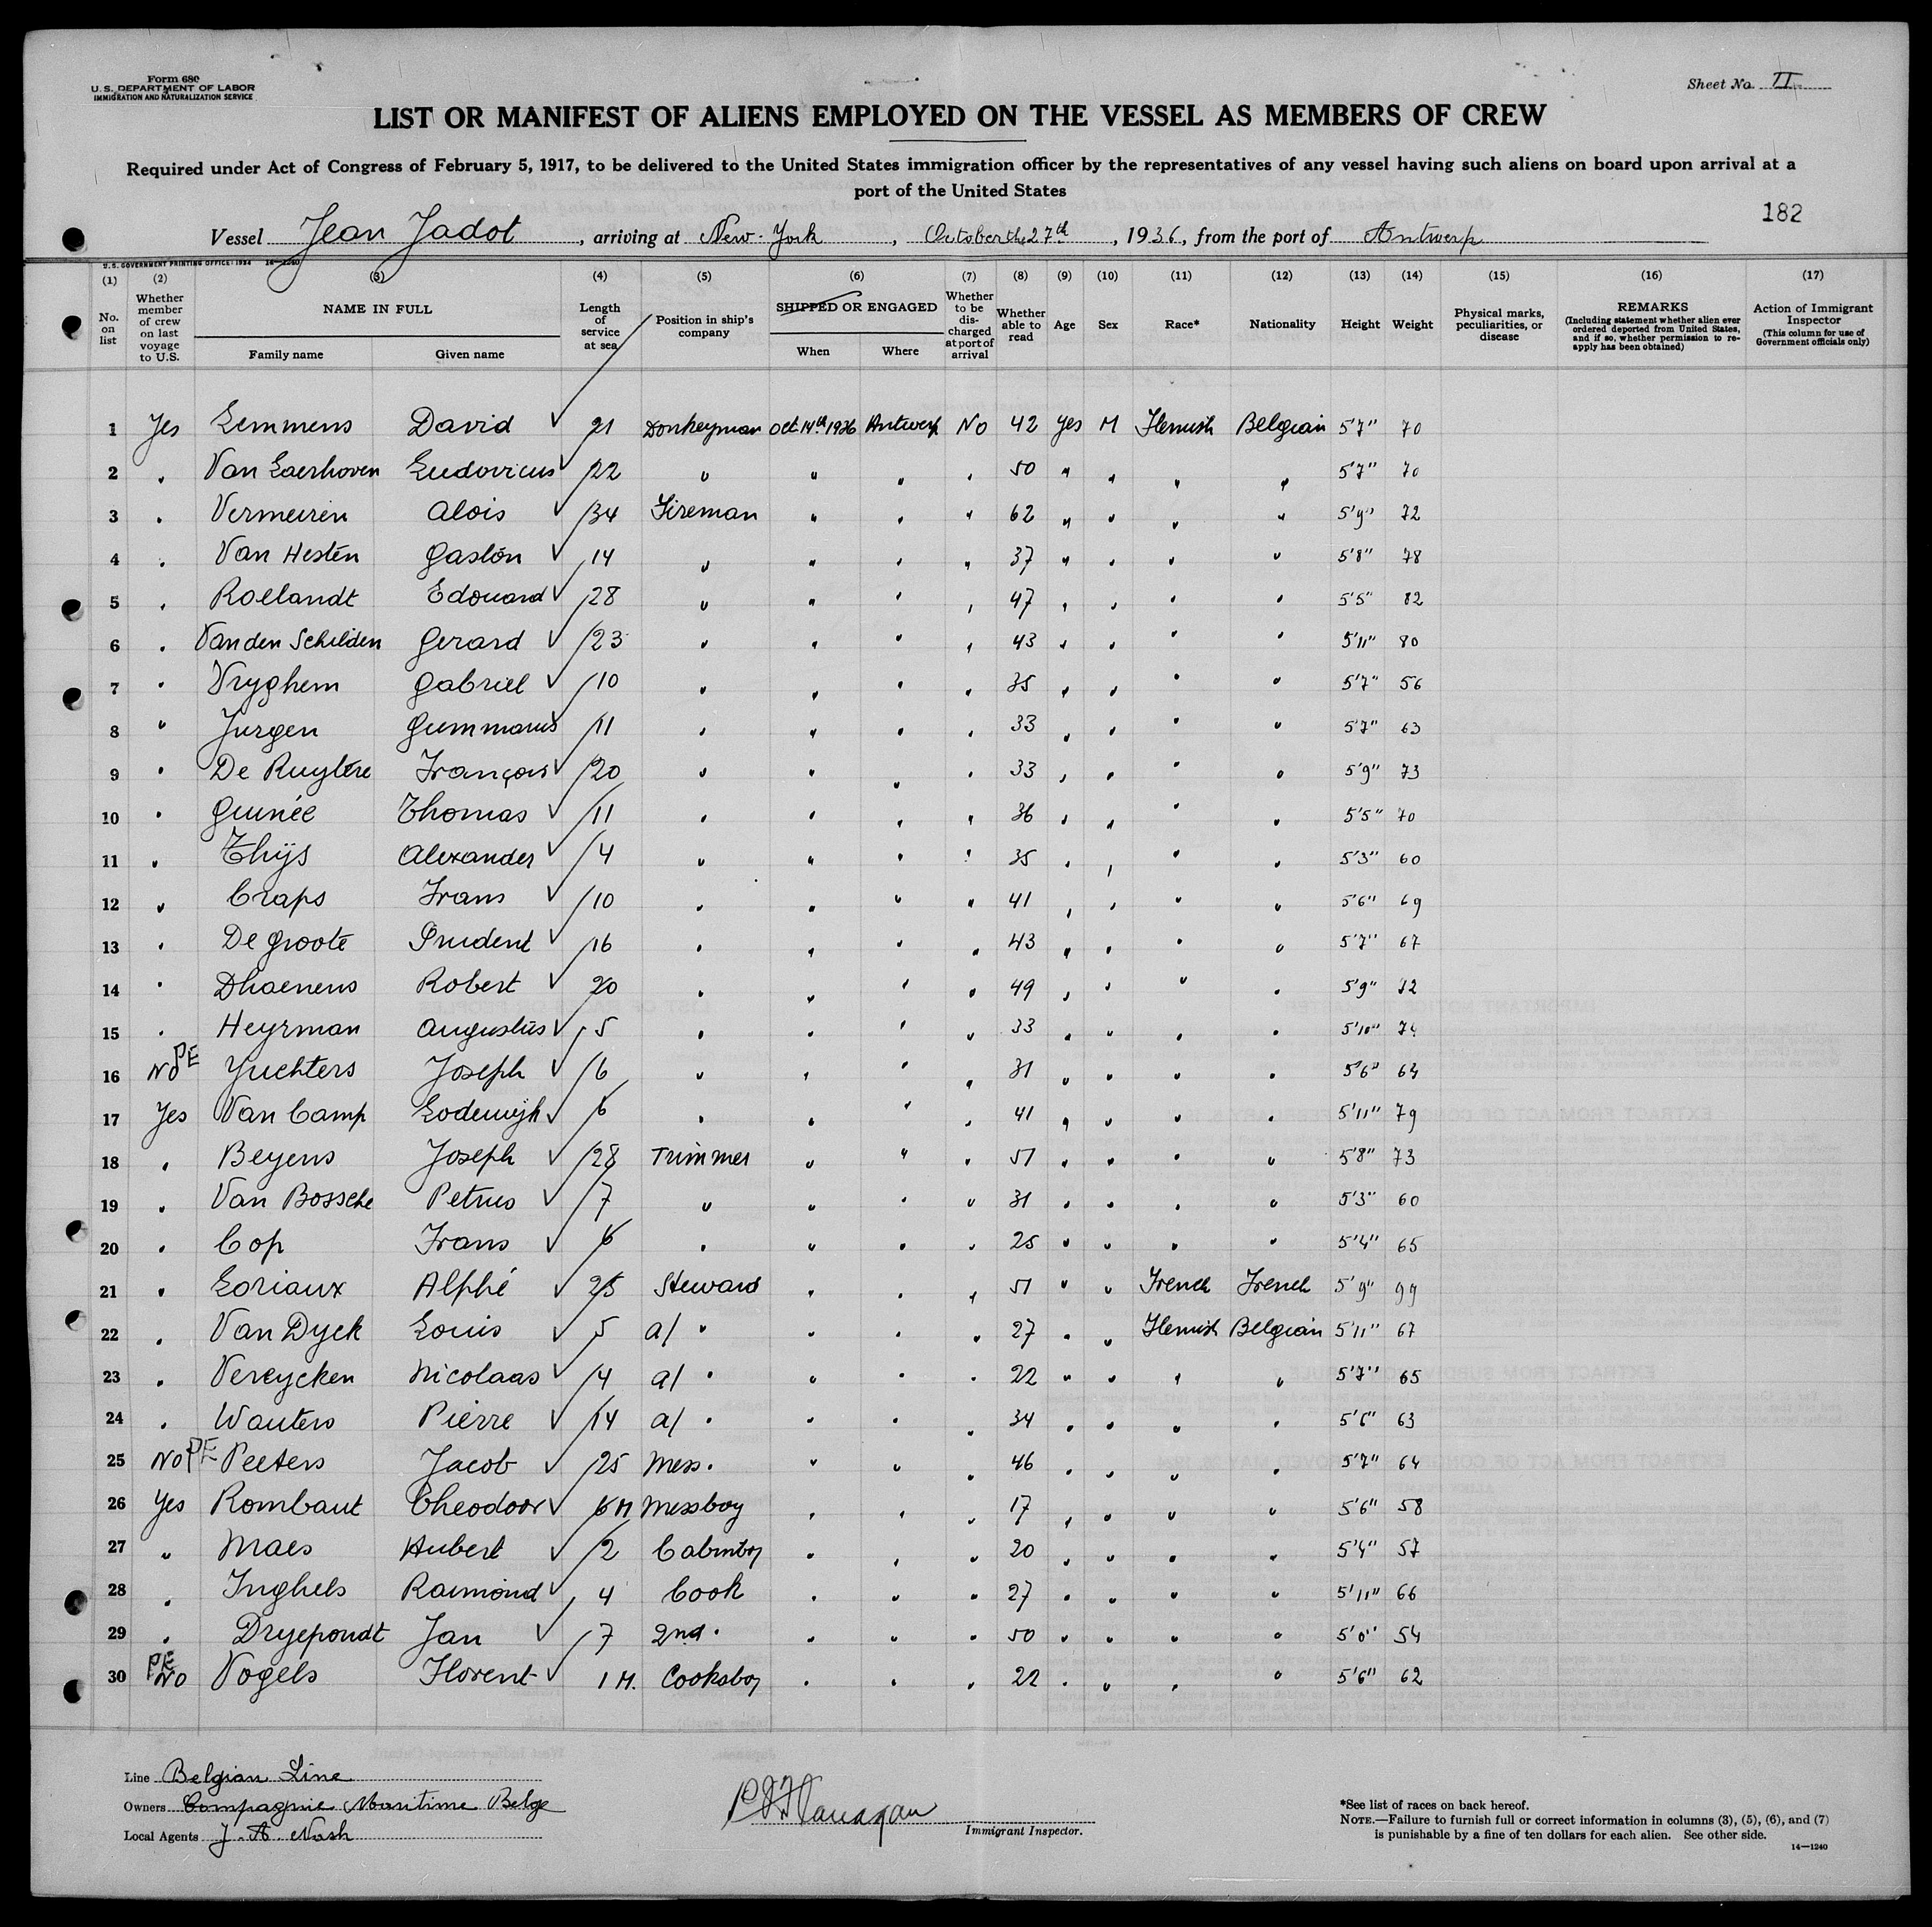 Form 680
U. S. DEPARTMENT OF LABOR
IMMIGRATION AND NATURALIZATION SERVICE
Sheet No. II
LIST OR MANIFEST OF ALIENS EMPLOYED ON THE VESSEL AS MEMBERS OF CREW
Required under Act of Congress of February 5, 1917, to be delivered to the United States immigration officer by the representatives of any vessel having such aliens on board upon arrival at a
port of the United States
182
Vessel Jean Jadot, arriving at New-York, October the 27th, 1936, from the port of Antwerp
U. S. GOVERNMENT PRINTING OFFICE: 1934 14—1240
(1) (2) (3) (4) (5) (6) (7) (8) (9) (10) (11) (12) (13) (14) (15) (16) (17)
No. on list
Whether member of crew on last voyage to U.S.
NAME IN FULL
Family name Given name
Length of service at sea
Position in ship's company
SHIPPED OR ENGAGED
When Where
Whether to be discharged at port of arrival
Whether able to read
Age
Sex
Race*
Nationality
Height
Weight
Physical marks, peculiarities, or disease
REMARKS
(Including statement whether alien ever ordered deported from United States, and if so, whether permission to reapply has been obtained)
Action of Immigrant Inspector
(This column for use of Government officials only)
1 Yes Lemmens David ✓ 21 Donkeyman Oct 14th 1936 Antwerp No 42 yes M Flemish Belgian 5'7" 70
2 " Van Laerhoven Ludovicus ✓ 22 " " " " 50 " " " " 5'7" 70
3 " Vermeiren Alois ✓ 34 Fireman " " " 62 " " " " 5'9" 72
4 " Van Hesten Gaston ✓ 14 " " " " 37 " " " " 5'8" 78
5 " Roelandt Edouard ✓ 28 " " " " 47 " " " " 5'5" 82
6 " Van den Schilden Gerard ✓ 23 " " " " 43 " " " " 5'11" 80
7 " Vryghem Gabriel ✓ 10 " " " " 35 " " " " 5'7" 56
8 " Jurgen Gummarus ✓ 11 " " " " 33 " " " " 5'7" 63
9 " De Ruytere François ✓ 20 " " " " 33 " " " " 5'9" 73
10 " Guinée Thomas ✓ 11 " " " " 36 " " " " 5'5" 70
11 " Thijs Alexander ✓ 4 " " " " 35 " " " " 5'3" 60
12 " Craps Frans ✓ 10 " " " " 41 " " " " 5'6" 69
13 " De Groote Prudent ✓ 16 " " " " 43 " " " " 5'7" 67
14 " Dhaenens Robert ✓ 20 " " " " 49 " " " " 5'9" 72
15 " Heyrman Augustus ✓ 5 " " " " 33 " " " " 5'10" 74
16 No PE Yuchters Joseph ✓ 6 " " " " 31 " " " " 5'6" 64
17 Yes Van Camp Lodewijk ✓ 6 " " " " 41 " " " " 5'11" 79
18 " Beyens Joseph ✓ 28 Trimmer " " " 51 " " " " 5'8" 73
19 " Van Bossche Petrus ✓ 7 " " " " 31 " " " " 5'3" 60
20 " Cop Frans ✓ 6 " " " " 25 " " " " 5'4" 65
21 " Loriaux Alphé ✓ 25 Steward " " " 51 " " French French 5'9" 99
22 " Van Dyck Louis ✓ 5 a/ " " " " 27 " " Flemish Belgian 5'11" 67
23 " Vereycken Nicolaas ✓ 4 a/ " " " " 22 " " " " 5'7" 65
24 " Wauters Pierre ✓ 14 a/ " " " " 34 " " " " 5'6" 63
25 No PE Peeters Jacob ✓ 25 Mess. " " " 46 " " " " 5'7" 64
26 Yes Rombaut Theodoor ✓ 6 M Messboy " " " 17 " " " " 5'6" 58
27 " Maes Hubert ✓ 2 Cabinboy " " " 20 " " " " 5'4" 57
28 " Inghels Raimond ✓ 4 Cook " " " 27 " " " " 5'11" 66
29 " Dryepondt Jan ✓ 7 2nd " " " " 50 " " " " 5'0" 54
30 PE No Vogels Florent ✓ 1 M. Cooksboy " " " 22 " " " " 5'6" 62
Line Belgian Line
Owners Compagnie Maritime Belge
Local Agents J. A. Nash
Flanagan
Immigrant Inspector.
*See list of races on back hereof.
NOTE.—Failure to furnish full or correct information in columns (3), (5), (6), and (7)
is punishable by a fine of ten dollars for each alien. See other side.
14—1240